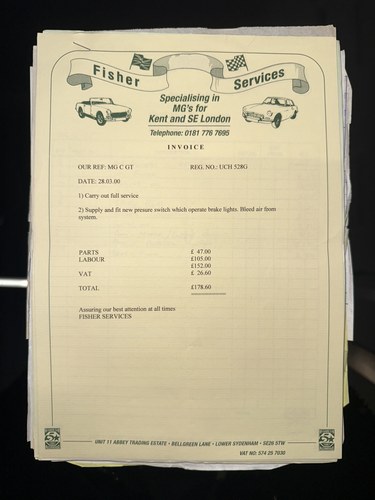 Fisher Services
Specialising in
MG's for
Kent and SE London
Telephone: 0181 776 7695
INVOICE
OUR REF: MG C GT REG. NO.: UCH 528G
DATE: 28.03.00
1) Carry out full service
2) Supply and fit new presure switch which operate brake lights. Bleed air from
system.
PARTS £ 47.00
LABOUR £105.00
£152.00
VAT £ 26.60
TOTAL £178.60
Assuring our best attention at all times
FISHER SERVICES
UNIT 11 ABBEY TRADING ESTATE • BELLGREEN LANE • LOWER SYDENHAM • SE26 5TW
VAT NO: 574 25 7030